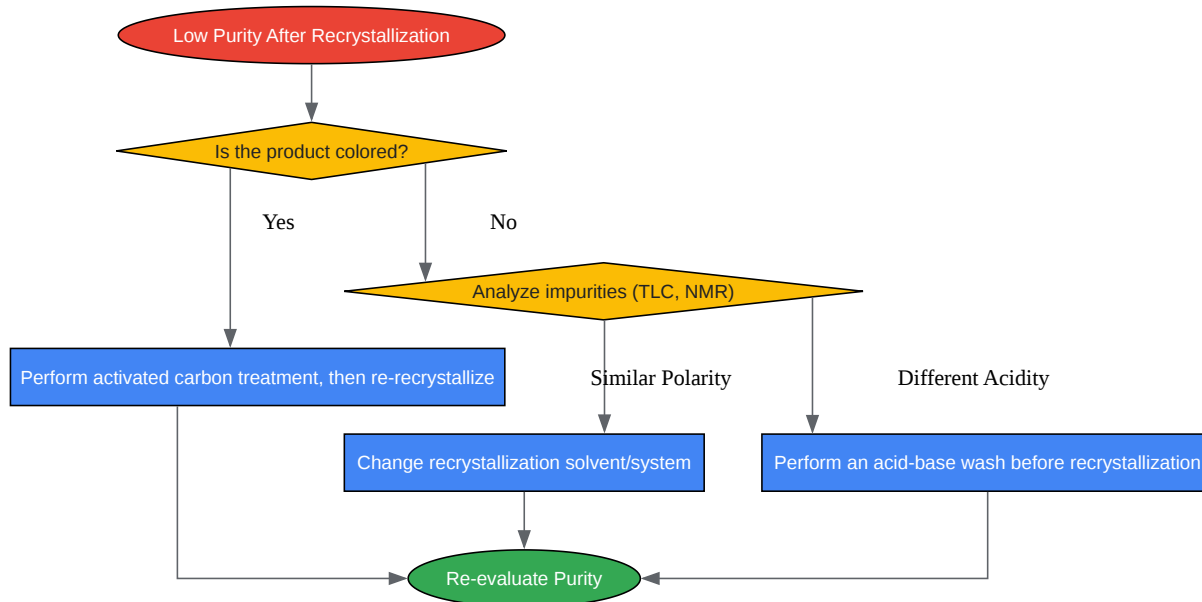 Low Purity After Recrystallization
Is the product colored?
Yes
No
Analyze impurities (TLC, NMR)
Perform activated carbon treatment, then re-recrystallize
Similar Polarity
Different Acidity
Change recrystallization solvent/system
Perform an acid-base wash before recrystallization
Re-evaluate Purity